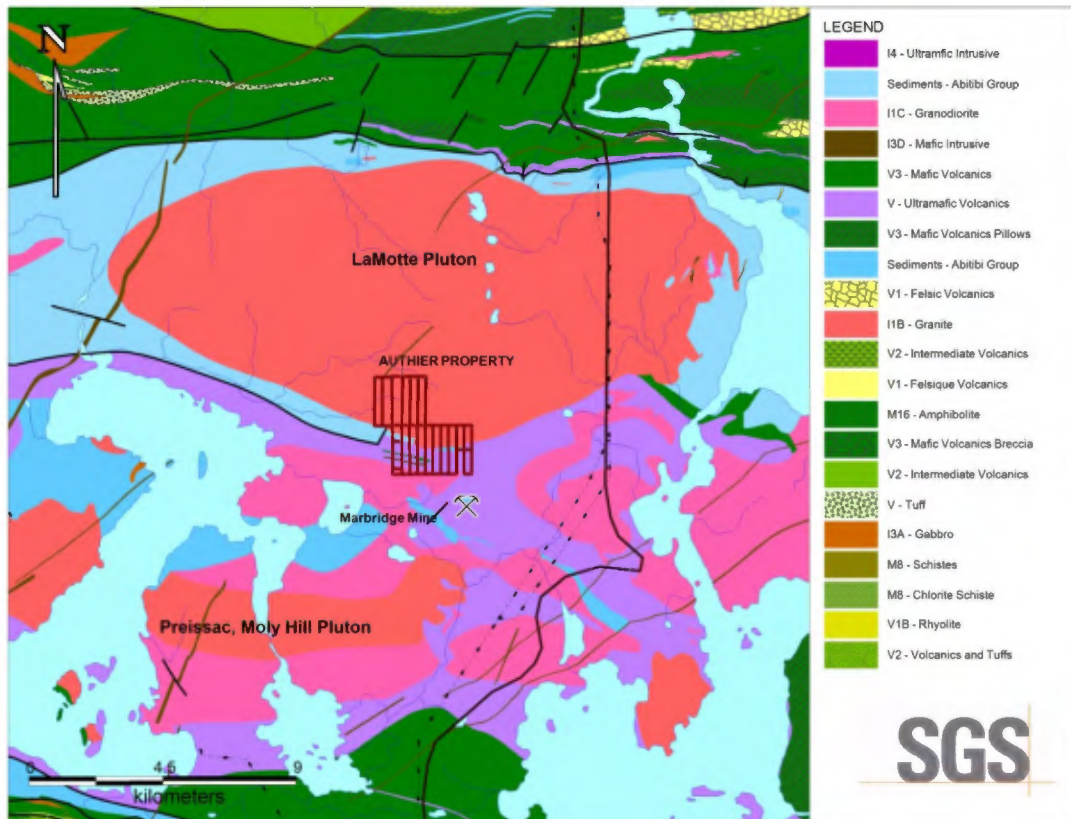 N
LaMotte Pluton
AUTHIER PROPERTY
Marbridge Mine
Preissac, Moly Hill Pluton
0 4.5 9
kilometers
LEGEND
I4 - Ultramfic Intrusive
Sediments - Abitibi Group
I1C - Granodiorite
I3D - Mafic Intrusive
V3 - Mafic Volcanics
V - Ultramafic Volcanics
V3 - Mafic Volcanics Pillows
Sediments - Abitibi Group
V1 - Felsic Volcanics
I1B - Granite
V2 - Intermediate Volcanics
V1 - Felsique Volcanics
M16 - Amphibolite
V3 - Mafic Volcanics Breccia
V2 - Intermediate Volcanics
V - Tuff
I3A - Gabbro
M8 - Schistes
M8 - Chlorite Schiste
V1B - Rhyolite
V2 - Volcanics and Tuffs
SGS